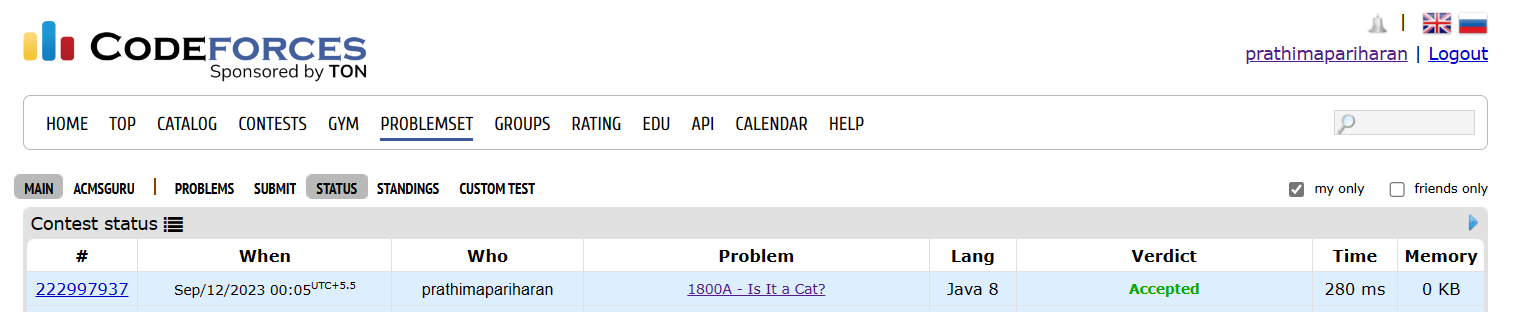 CODEFORCES
Sponsored by TON
|
prathimapariharan | Logout
HOME TOP CATALOG CONTESTS GYM PROBLEMSET GROUPS RATING EDU API CALENDAR HELP
MAIN ACMSGURU | PROBLEMS SUBMIT STATUS STANDINGS CUSTOM TEST my only friends only
Contest status
# When Who Problem Lang Verdict Time Memory
222997937 Sep/12/2023 00:05UTC+5.5 prathimapariharan 1800A - Is It a Cat? Java 8 Accepted 280 ms 0 KB